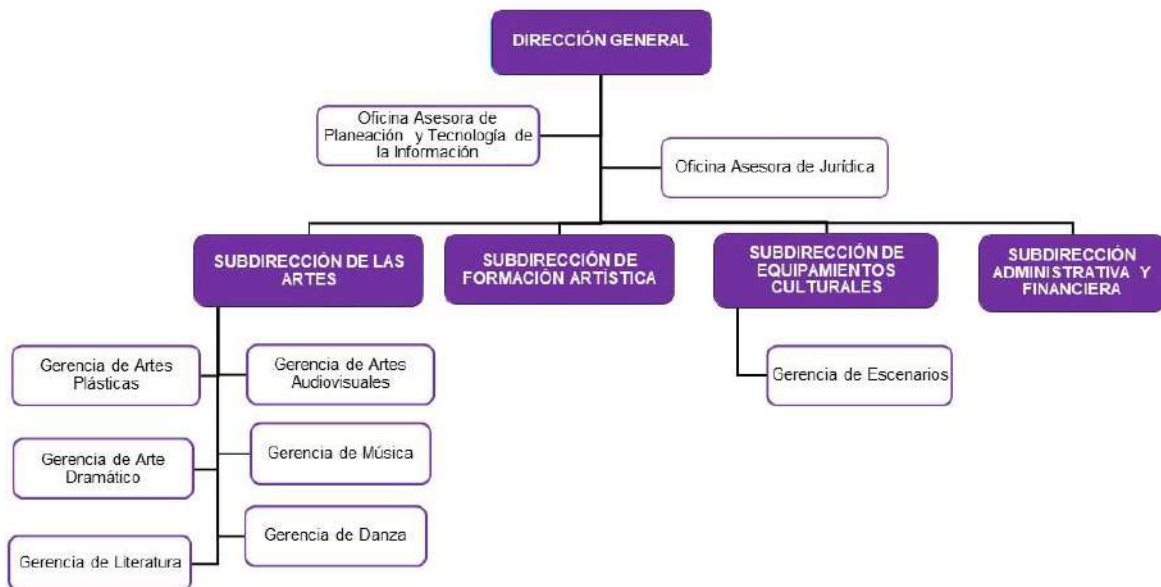 DIRECCIÓN GENERAL
Oficina Asesora de
Planeación y Tecnología de
la Información
Oficina Asesora de Jurídica
SUBDIRECCIÓN DE LAS
ARTES
SUBDIRECCIÓN DE
FORMACIÓN ARTÍSTICA
SUBDIRECCIÓN DE
EQUIPAMIENTOS
CULTURALES
SUBDIRECCIÓN
ADMINISTRATIVA Y
FINANCIERA
Gerencia de Artes
Plásticas
Gerencia de Artes
Audiovisuales
Gerencia de Escenarios
Gerencia de Arte
Dramático
Gerencia de Música
Gerencia de Literatura
Gerencia de Danza